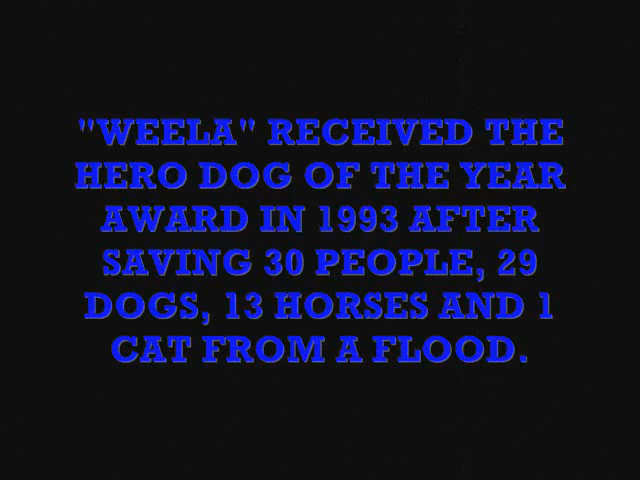 "WEELA" RECEIVED THE
HERO DOG OF THE YEAR
AWARD IN 1993 AFTER
SAVING 30 PEOPLE, 29
DOGS, 13 HORSES AND 1
CAT FROM A FLOOD.